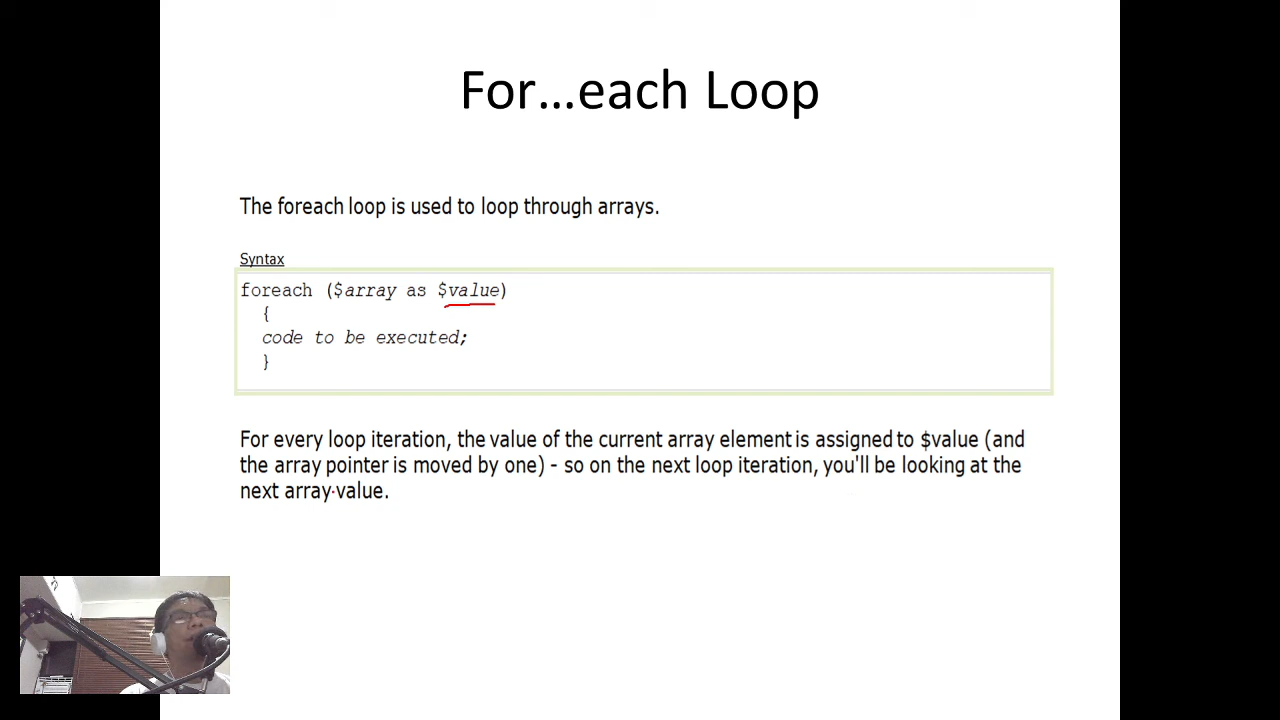 For...each Loop
The foreach loop is used to loop through arrays.
Syntax
foreach ($array as $value)
{
code to be executed;
}
For every loop iteration, the value of the current array element is assigned to $value (and
the array pointer is moved by one) - so on the next loop iteration, you'll be looking at the
next array value.